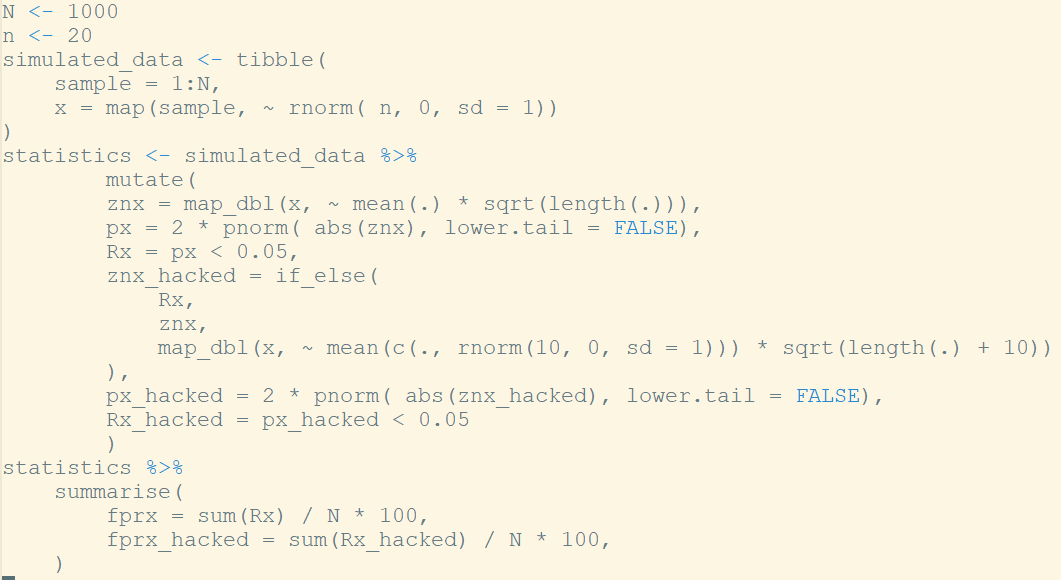 N <- 1000
n <- 20
simulated_data <- tibble(
    sample = 1:N,
    x = map(sample, ~ rnorm( n, 0, sd = 1))
)
statistics <- simulated_data %>%
        mutate(
        znx = map_dbl(x, ~ mean(.) * sqrt(length(.))),
        px = 2 * pnorm( abs(znx), lower.tail = FALSE),
        Rx = px < 0.05,
        znx_hacked = if_else(
            Rx,
            znx,
            map_dbl(x, ~ mean(c(., rnorm(10, 0, sd = 1))) * sqrt(length(.) + 10))
        ),
        px_hacked = 2 * pnorm( abs(znx_hacked), lower.tail = FALSE),
        Rx_hacked = px_hacked < 0.05
        )
statistics %>%
    summarise(
        fprx = sum(Rx) / N * 100,
        fprx_hacked = sum(Rx_hacked) / N * 100,
    )